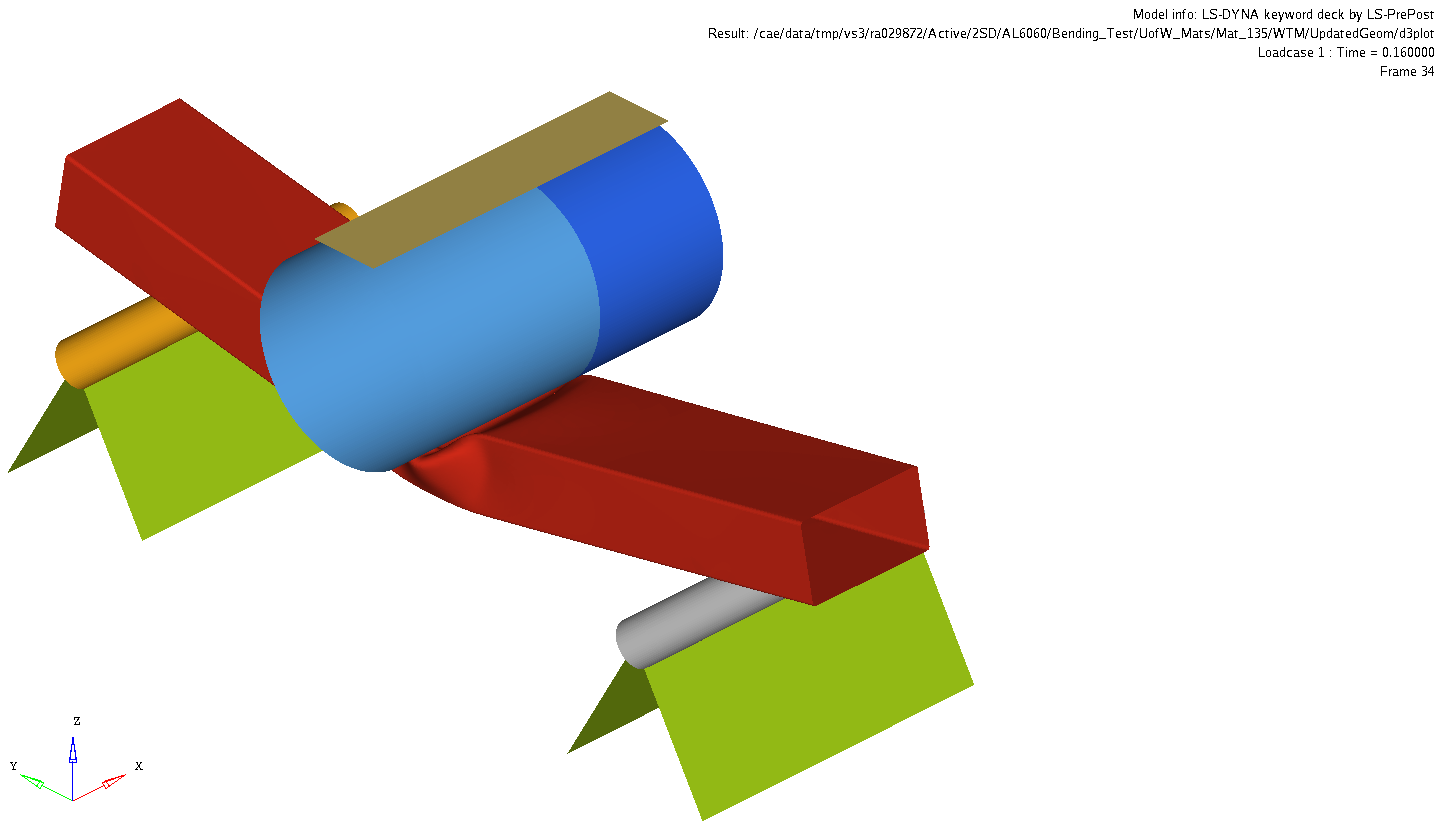 Model info: LS-DYNA keyword deck by LS-PrePost
Result: /cae/data/tmp/vs3/ra029872/Active/2SD/AL6060/Bending_Test/UofW_Mats/Mat_135/WTM/UpdatedGeom/d3plot
Loadcase 1 : Time = 0.160000
Frame 34
Z
Y
X